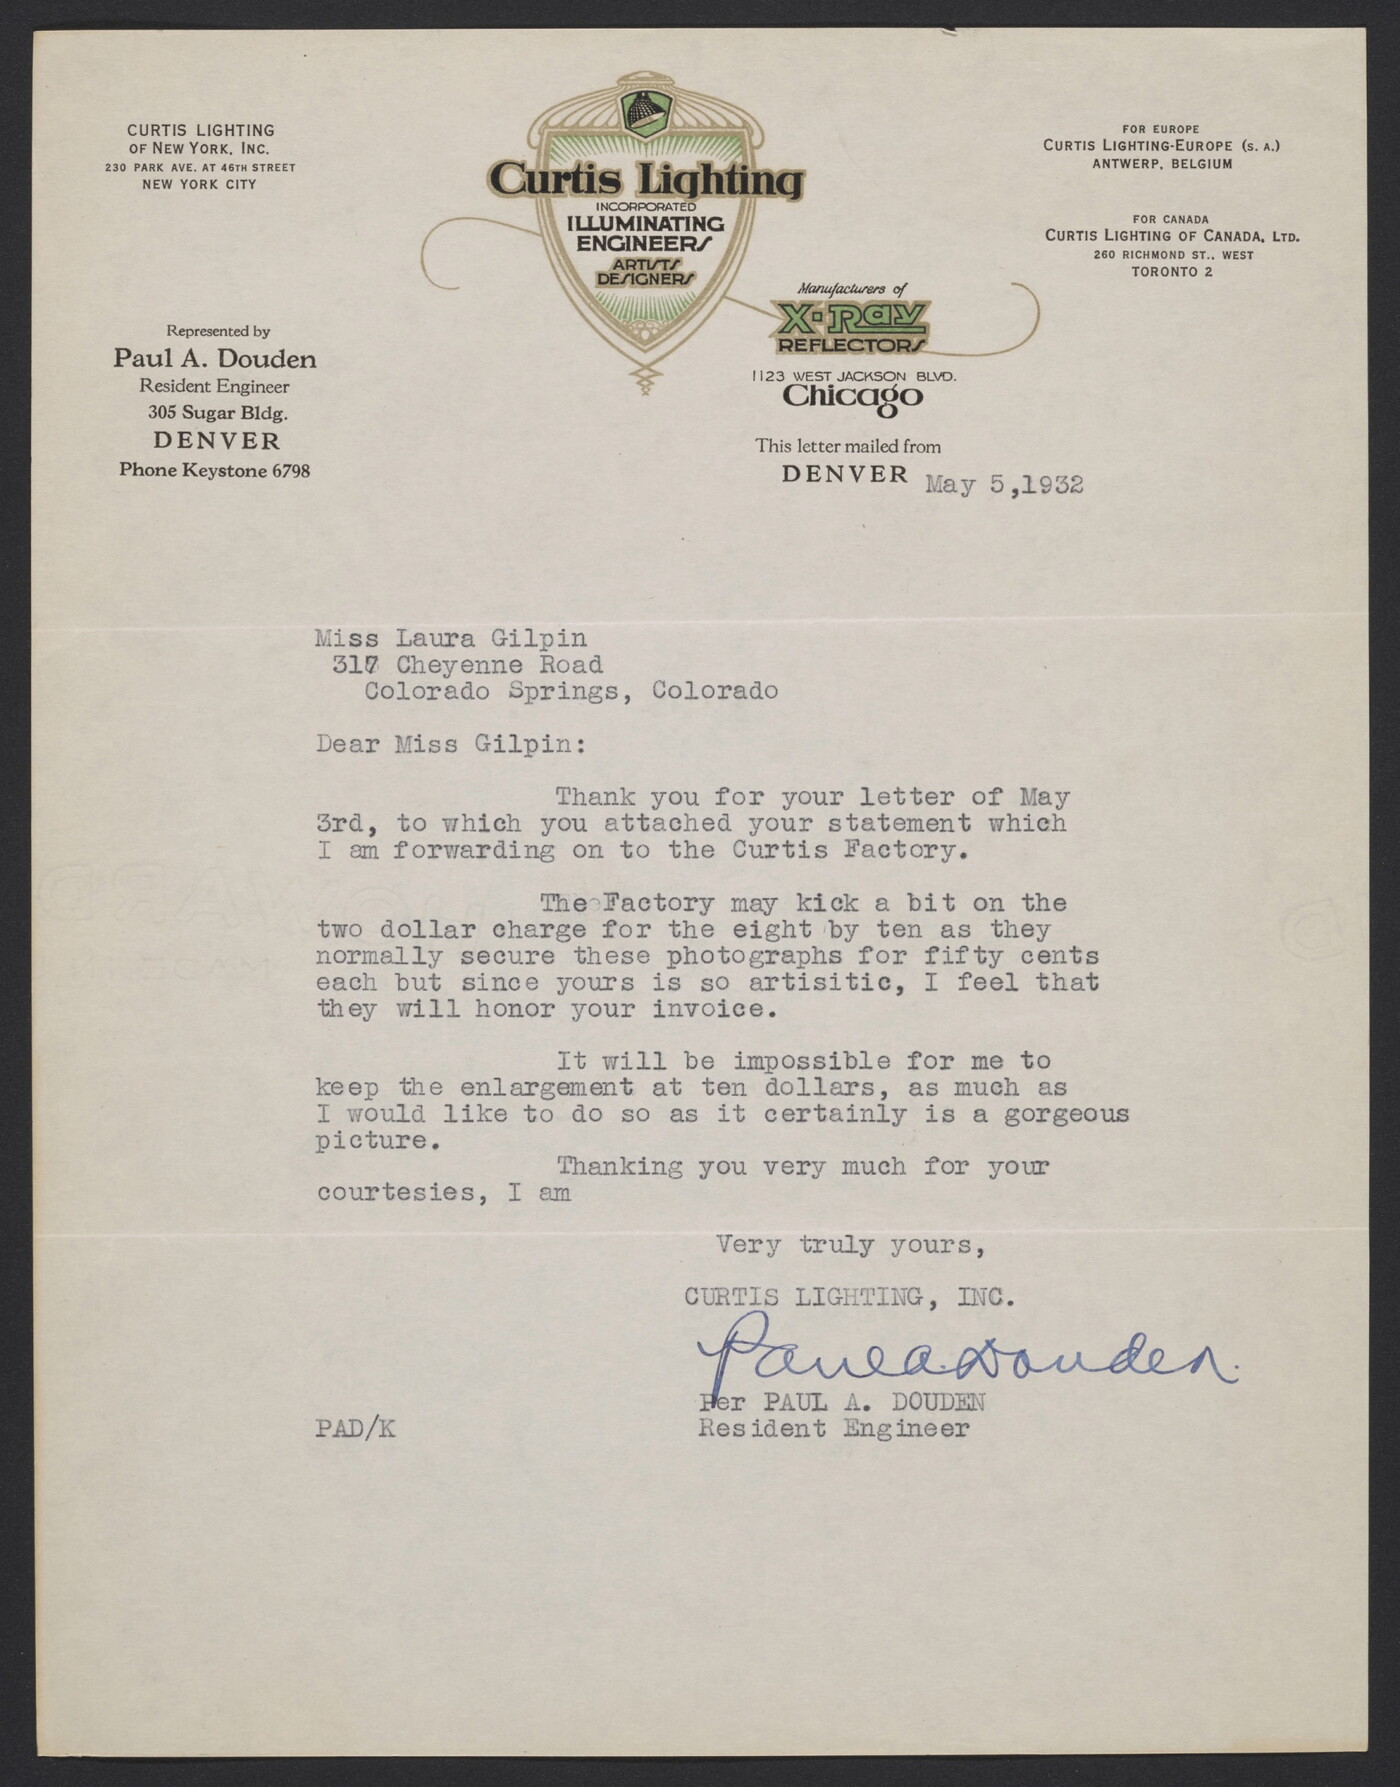 CURTIS LIGHTING
OF NEW YORK, INC.
230 PARK AVE. AT 46TH STREET
NEW YORK CITY
Curtis Lighting
INCORPORATED
ILLUMINATING
ENGINEERS
ARTISTS
DESIGNERS
FOR EUROPE
CURTIS LIGHTING-EUROPE (S. A.)
ANTWERP, BELGIUM
FOR CANADA
CURTIS LIGHTING OF CANADA, LTD.
260 RICHMOND ST., WEST
TORONTO 2
Manufacturers of
X-Ray
REFLECTORS
1123 WEST JACKSON BLVD.
Chicago
Represented by
Paul A. Douden
Resident Engineer
305 Sugar Bldg.
DENVER
Phone Keystone 6798
This letter mailed from
DENVER May 5,1932
Miss Laura Gilpin
317 Cheyenne Road
Colorado Springs, Colorado
Dear Miss Gilpin:
Thank you for your letter of May
3rd, to which you attached your statement which
I am forwarding on to the Curtis Factory.
The Factory may kick a bit on the
two dollar charge for the eight by ten as they
normally secure these photographs for fifty cents
each but since yours is so artisitic, I feel that
they will honor your invoice.
It will be impossible for me to
keep the enlargement at ten dollars, as much as
I would like to do so as it certainly is a gorgeous
picture.
Thanking you very much for your
courtesies, I am
Very truly yours,
CURTIS LIGHTING, INC.
Paul A. Douden.
Per PAUL A. DOUDEN
PAD/K Resident Engineer